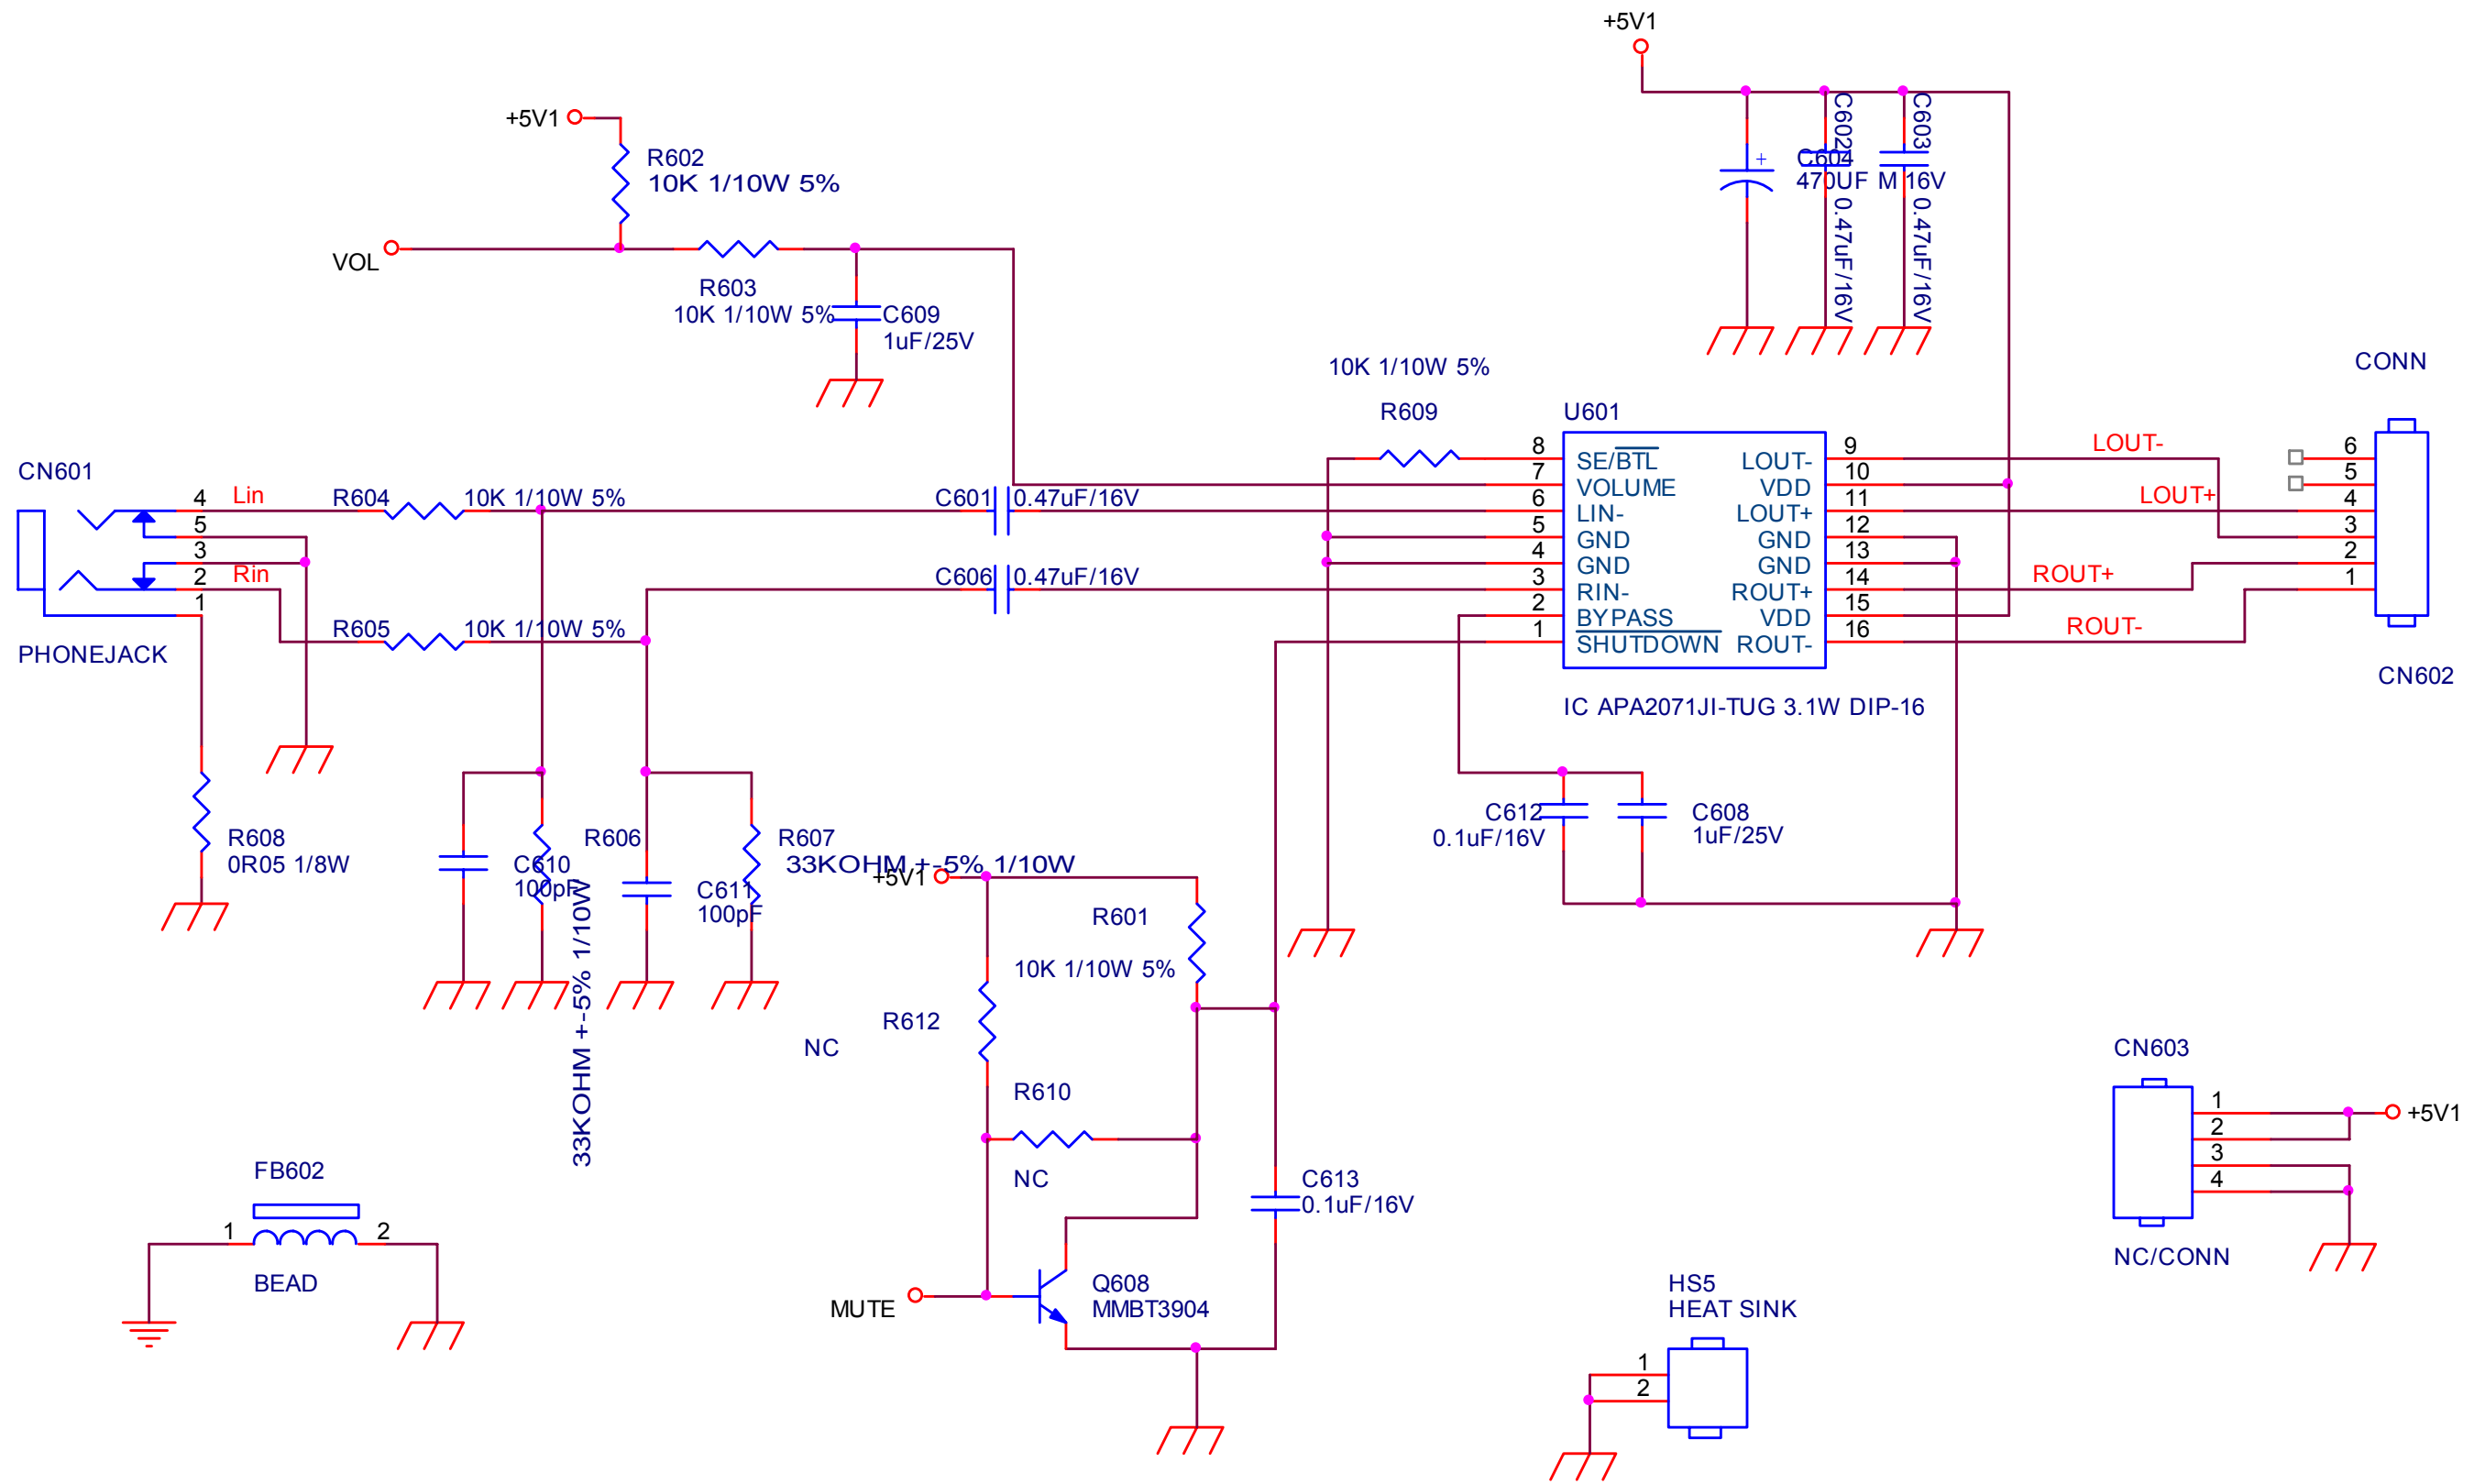 +5V1
+5V1
R602
10K 1/10W 5%
VOL
R603
10K 1/10W 5%
C609
1uF/25V
C602
0.47uF/16V
C603
0.47uF/16V
+
C604
470UF M 16V
10K 1/10W 5%
R609
U601
CONN
CN601
4
Lin
5
3
2
Rin
1
PHONEJACK
R604
10K 1/10W 5%
R605
10K 1/10W 5%
C601
0.47uF/16V
C606
0.47uF/16V
8
SE/BTL
7
VOLUME
6
LIN-
5
GND
4
GND
3
RIN-
2
BYPASS
1
SHUTDOWN
9
LOUT-
10
VDD
11
LOUT+
12
GND
13
GND
14
ROUT+
15
VDD
16
ROUT-
LOUT-
LOUT+
ROUT+
ROUT-
6
5
4
3
2
1
CN602
IC APA2071JI-TUG 3.1W DIP-16
R608
0R05 1/8W
C610
100pF
R606
33KOHM +-5% 1/10W
C611
100pF
R607
33KOHM +-5% 1/10W
C612
0.1uF/16V
C608
1uF/25V
+5V1
R601
10K 1/10W 5%
R612
NC
R610
NC
C613
0.1uF/16V
MUTE
Q608
MMBT3904
FB602
1
2
BEAD
CN603
1
2
3
4
+5V1
NC/CONN
HS5
HEAT SINK
1
2